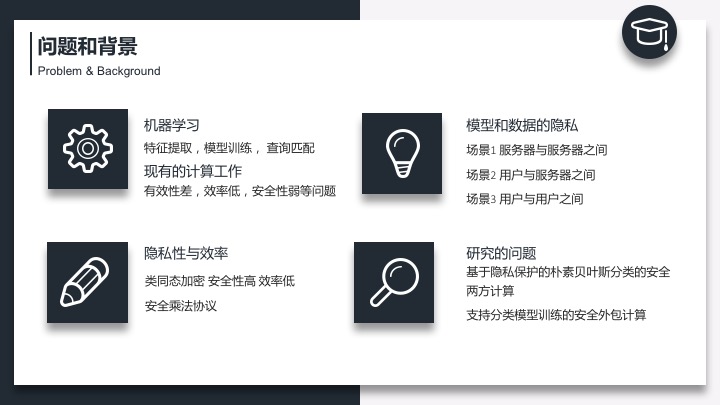 问题和背景
Problem & Background
机器学习
特征提取，模型训练， 查询匹配
现有的计算工作
有效性差，效率低，安全性弱等问题
模型和数据的隐私
场景1 服务器与服务器之间
场景2 用户与服务器之间
场景3 用户与用户之间
隐私性与效率
类同态加密 安全性高 效率低
安全乘法协议
研究的问题
基于隐私保护的朴素贝叶斯分类的安全
两方计算
支持分类模型训练的安全外包计算